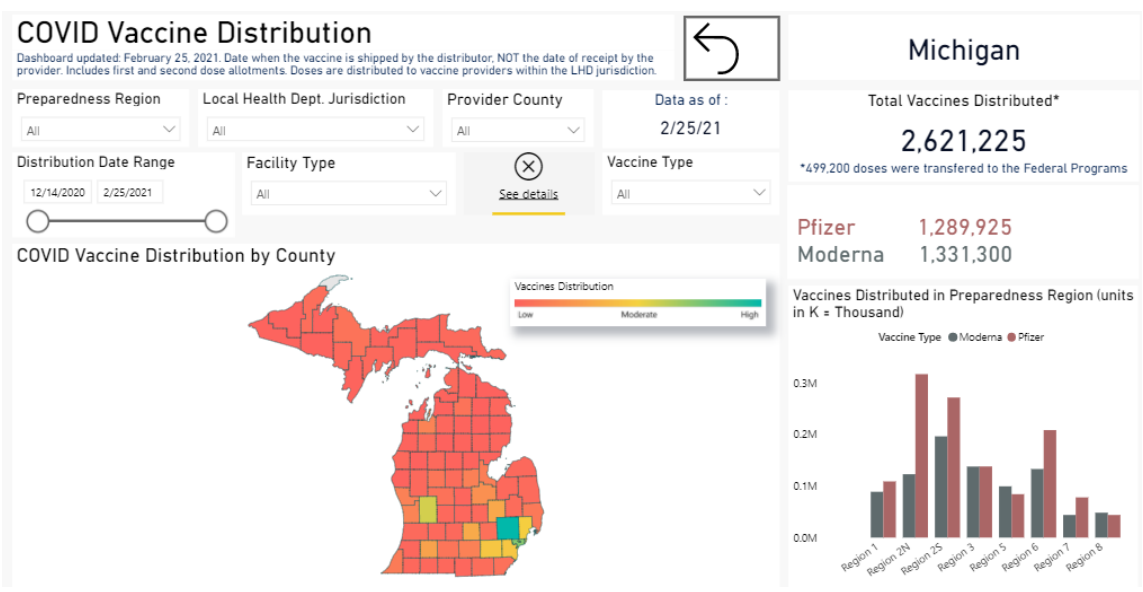 COVID Vaccine Distribution
Dashboard updated: February 25, 2021. Date when the vaccine is shipped by the distributor, NOT the date of receipt by the
provider. Includes first and second dose allotments. Doses are distributed to vaccine providers within the LHD jurisdiction.
Michigan
Preparedness Region
All
Local Health Dept. Jurisdiction
All
Provider County
All
Data as of :
2/25/21
Total Vaccines Distributed*
2,621,225
*499,200 doses were transfered to the Federal Programs
Distribution Date Range
12/14/2020 2/25/2021
Facility Type
All
See details
Vaccine Type
All
Pfizer 1,289,925
Moderna 1,331,300
COVID Vaccine Distribution by County
Vaccines Distribution
Low Moderate High
Vaccines Distributed in Preparedness Region (units
in K = Thousand)
Vaccine Type Moderna Pfizer
0.3M
0.2M
0.1M
0.0M
Region 1
Region 2N
Region 2S
Region 3
Region 5
Region 6
Region 7
Region 8